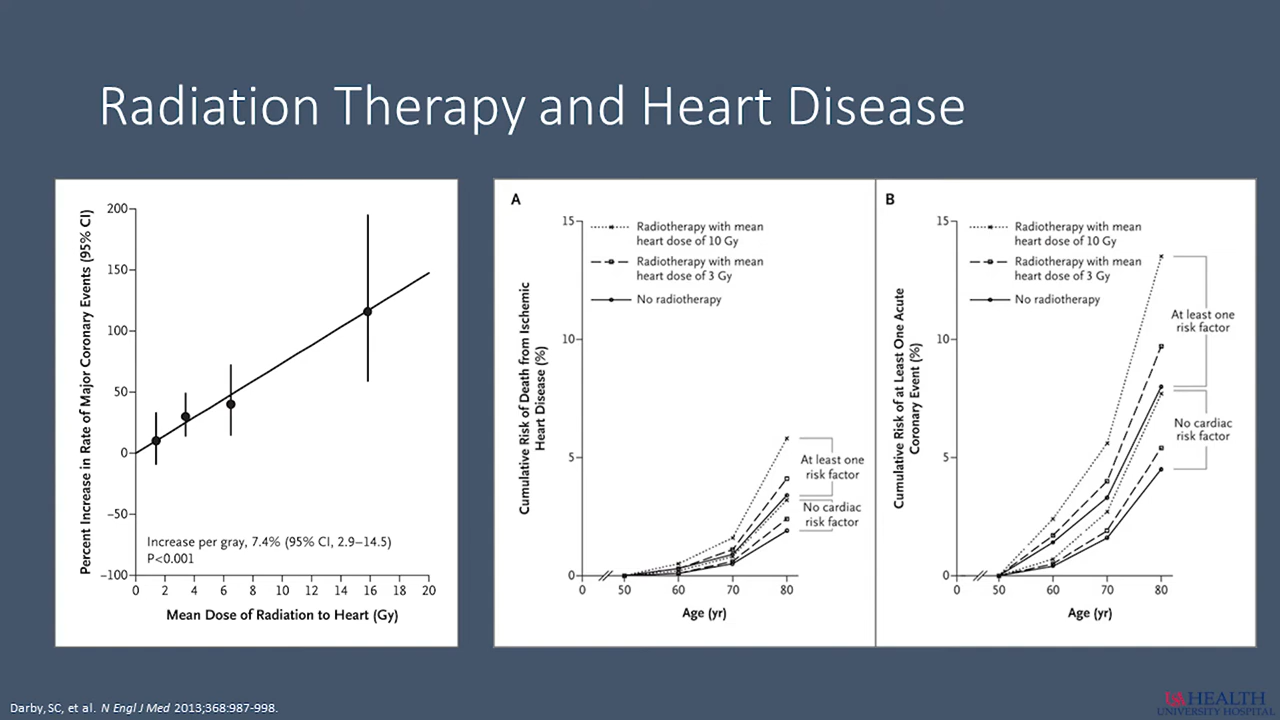 Radiation Therapy and Heart Disease
Percent Increase in Rate of Major Coronary Events (95% CI)
200
150
100
50
0
−50
−100
Increase per gray, 7.4% (95% CI, 2.9–14.5)
P<0.001
0 2 4 6 8 10 12 14 16 18 20
Mean Dose of Radiation to Heart (Gy)
A
Cumulative Risk of Death from Ischemic
Heart Disease (%)
15
10
5
0
Radiotherapy with mean
heart dose of 10 Gy
Radiotherapy with mean
heart dose of 3 Gy
No radiotherapy
At least one
risk factor
No cardiac
risk factor
0 50 60 70 80
Age (yr)
B
Cumulative Risk of at Least One Acute
Coronary Event (%)
15
10
5
0
Radiotherapy with mean
heart dose of 10 Gy
Radiotherapy with mean
heart dose of 3 Gy
No radiotherapy
At least one
risk factor
No cardiac
risk factor
0 50 60 70 80
Age (yr)
Darby, SC, et al. N Engl J Med 2013;368:987-998.
USA HEALTH
UNIVERSITY HOSPITAL